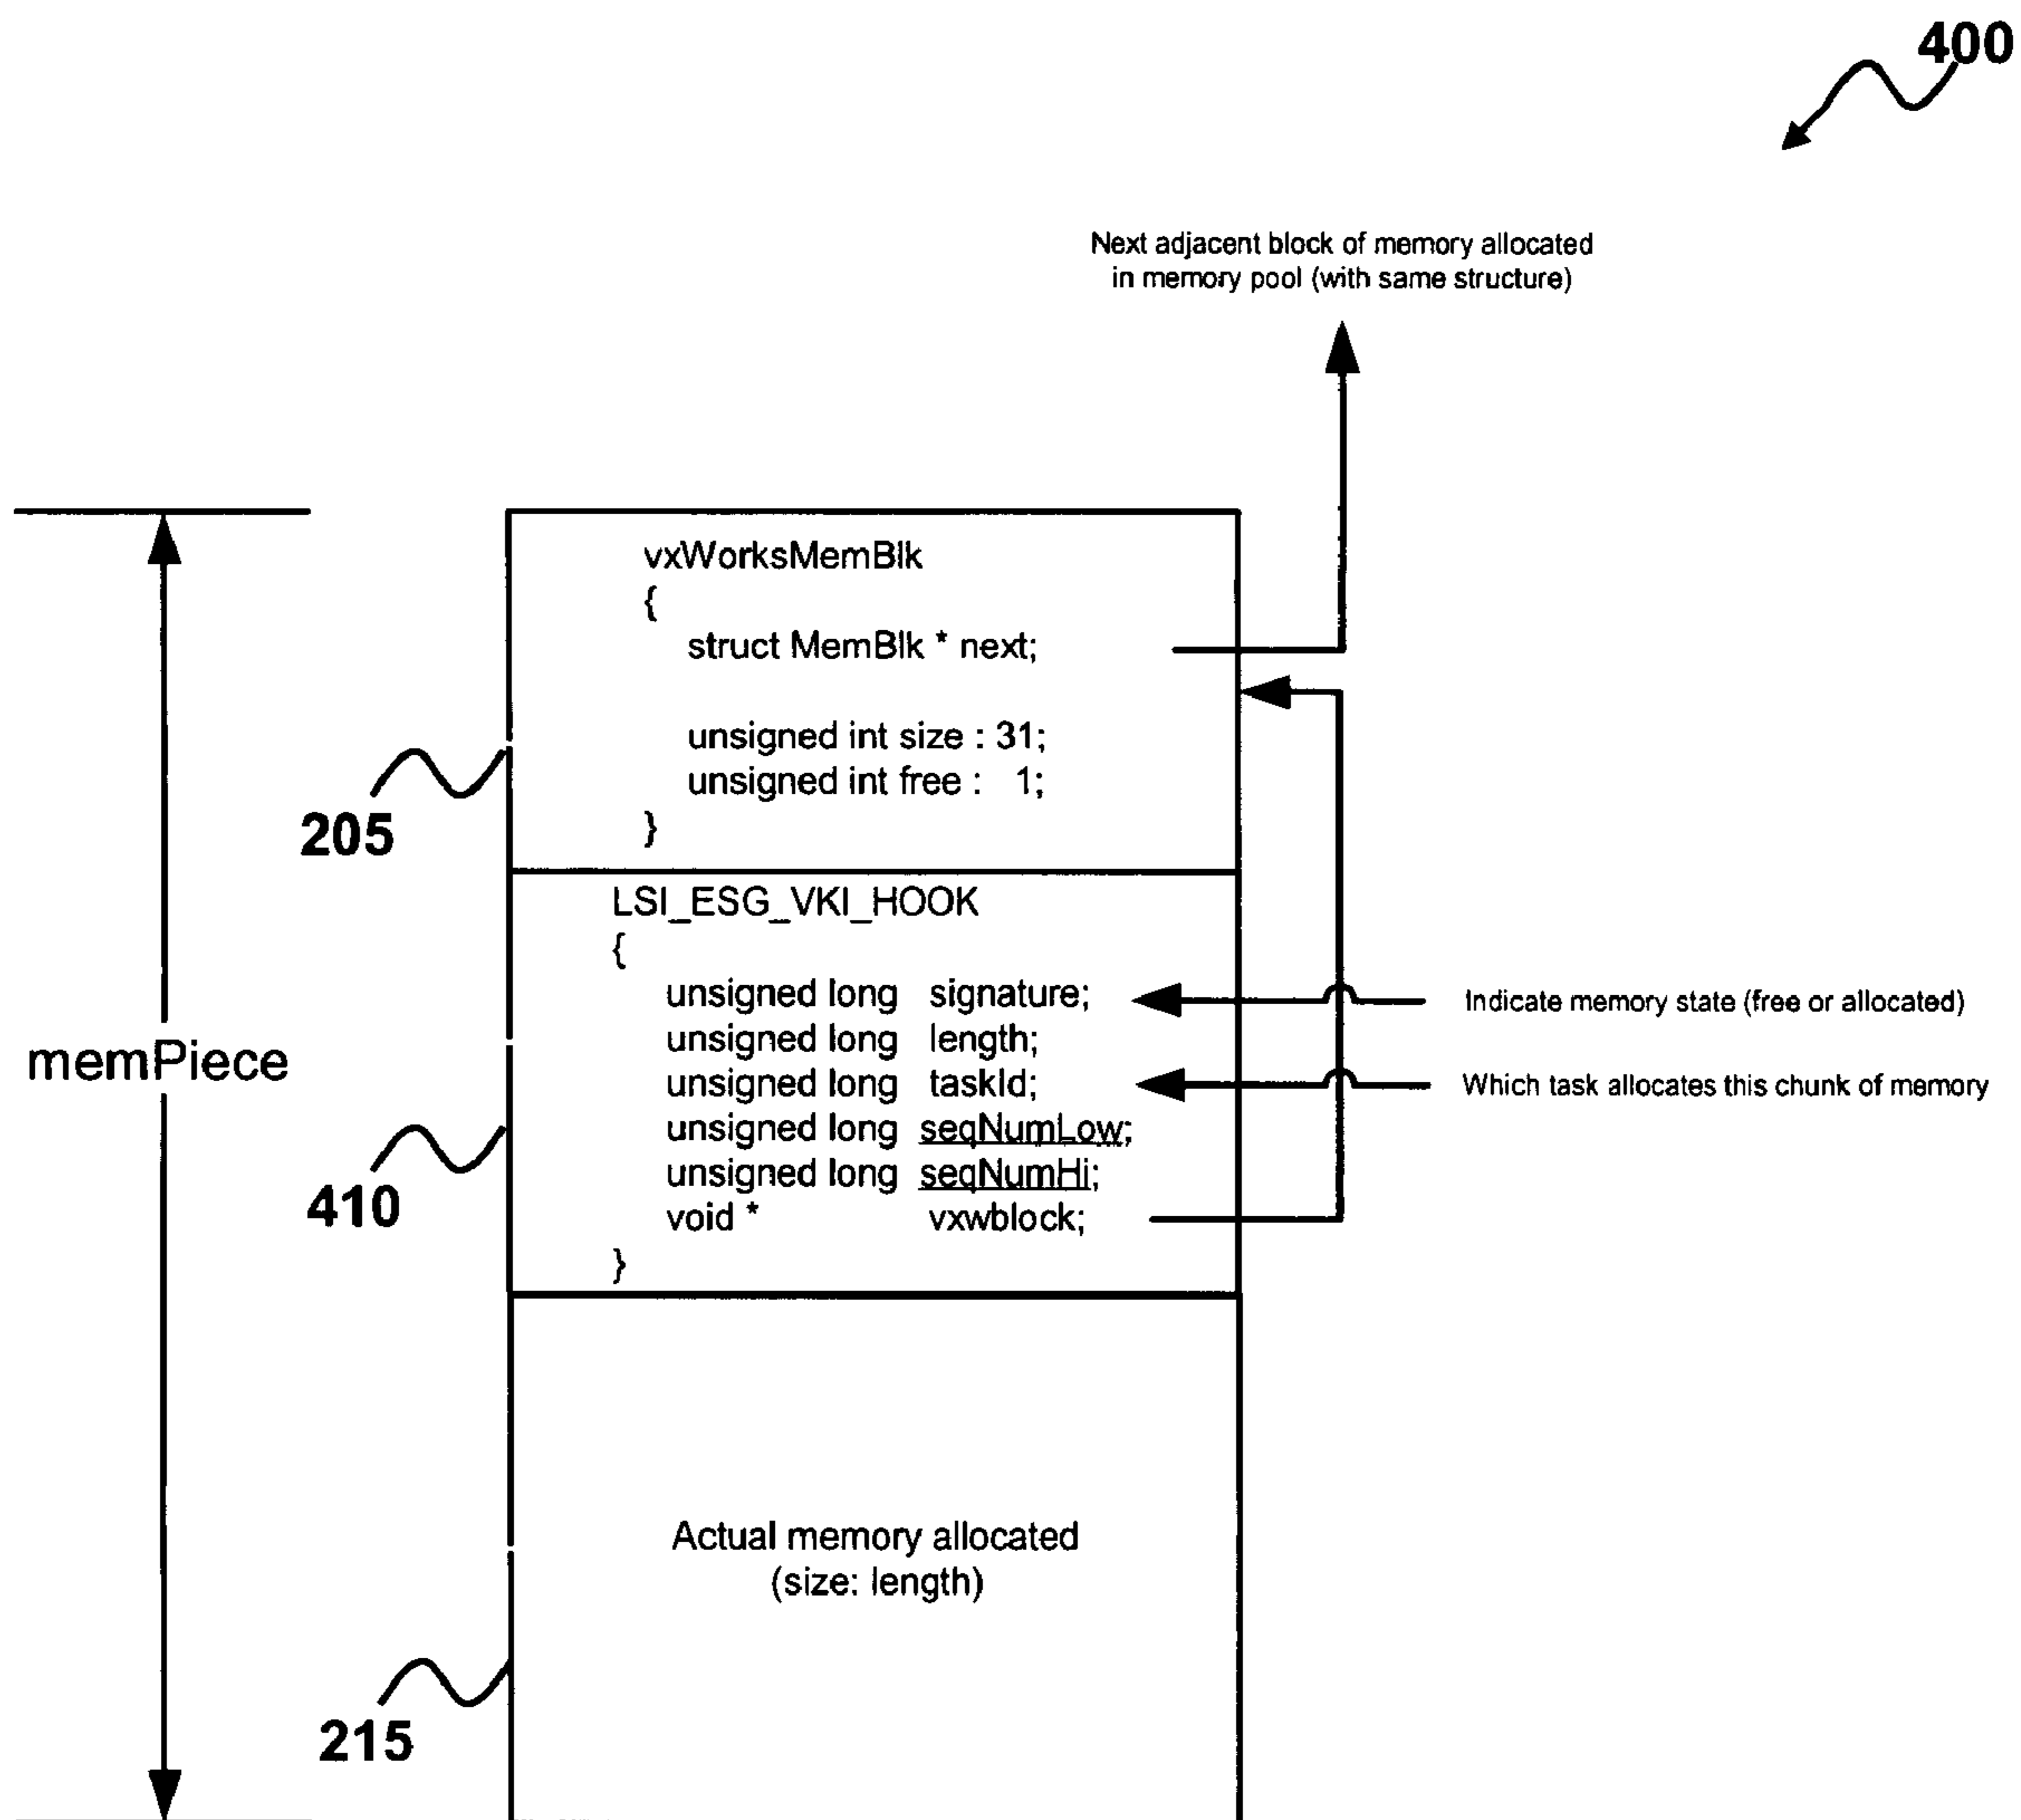 400
Next adjacent block of memory allocated
in memory pool (with same structure)
vxWorksMemBlk
{
struct MemBlk * next;
unsigned int size : 31;
unsigned int free : 1;
}
205
LSI_ESG_VKI_HOOK
{
unsigned long signature;
Indicate memory state (free or allocated)
unsigned long length;
memPiece
unsigned long taskId;
Which task allocates this chunk of memory
unsigned long seqNumLow;
unsigned long seqNumHi;
410
void * vxwblock;
}
Actual memory allocated
(size: length)
215